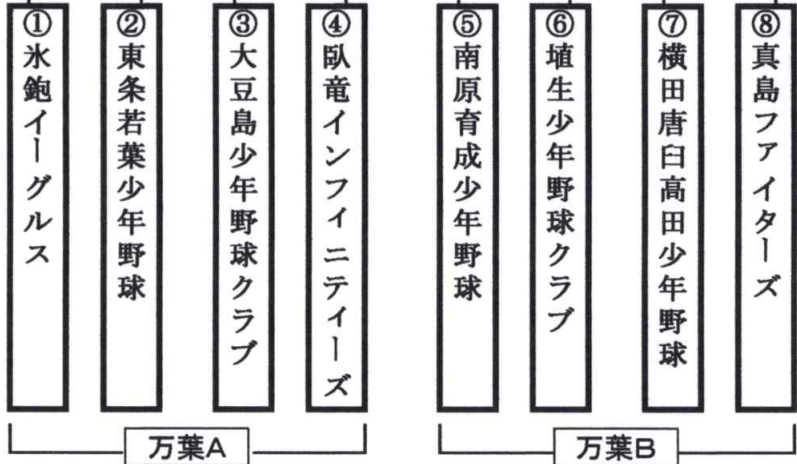 ①氷鉋イーグルス
②東条若葉少年野球
③大豆島少年野球クラブ
④臥竜インフィニティーズ
⑤南原育成少年野球
⑥埴生少年野球クラブ
⑦横田唐臼高田少年野球
⑧真島ファイターズ
万葉A
万葉B